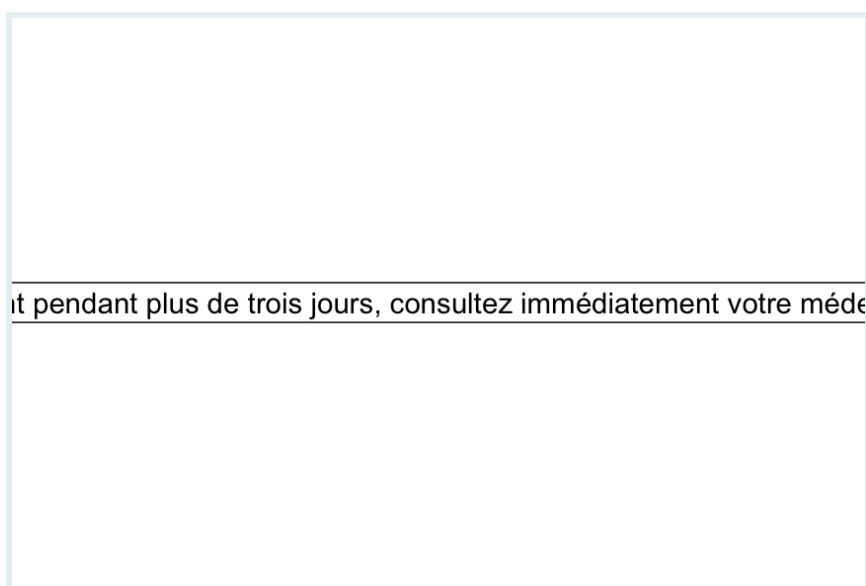 pendant plus de trois jours, consultez immédiatement votre